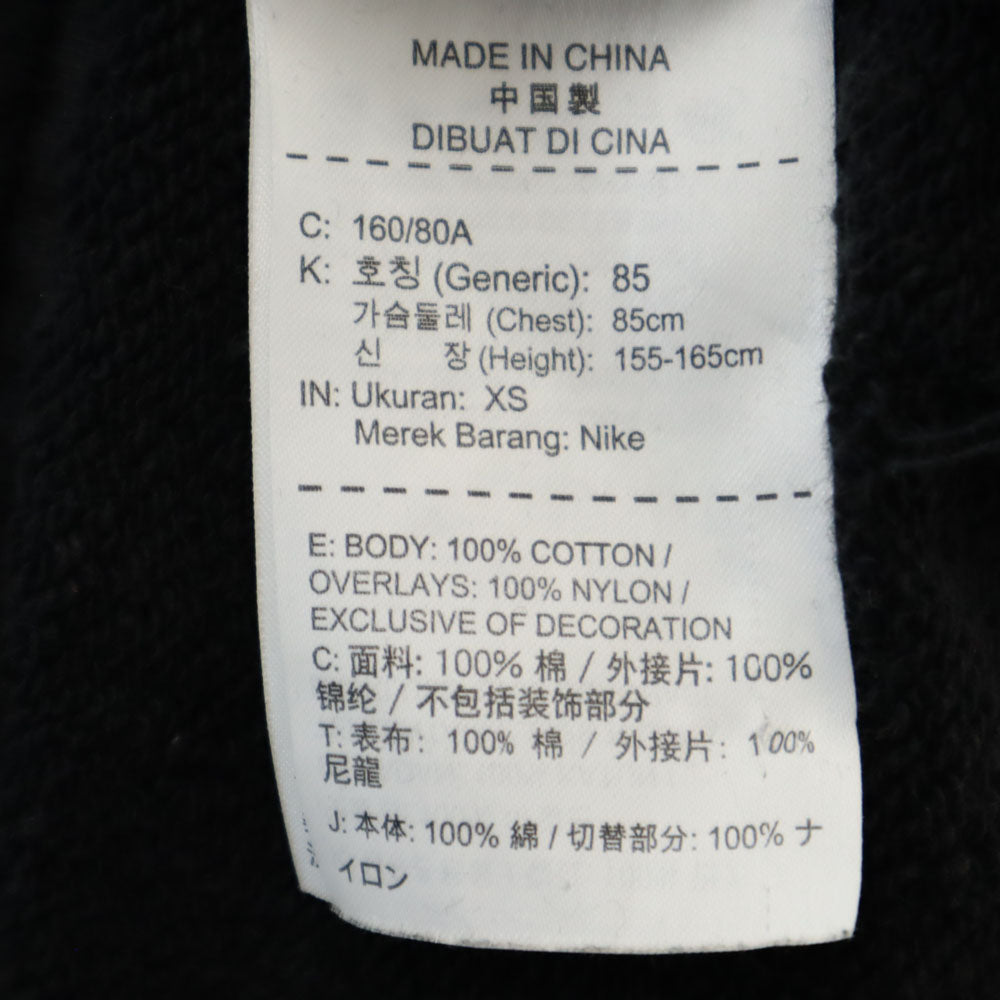 MADE IN CHINA
中国製
DIBUAT DI CINA
C: 160/80A
K: 호칭 (Generic): 85
가슴둘레 (Chest): 85cm
신 장 (Height): 155-165cm
IN: Ukuran: XS
Merek Barang: Nike
E: BODY: 100% COTTON /
OVERLAYS: 100% NYLON /
EXCLUSIVE OF DECORATION
C: 面料: 100% 棉 / 外接片: 100%
锦纶 / 不包括装饰部分
T: 表布: 100% 棉 / 外接片: 100%
尼龍
J: 本体: 100% 綿 / 切替部分: 100% ナ
イロン